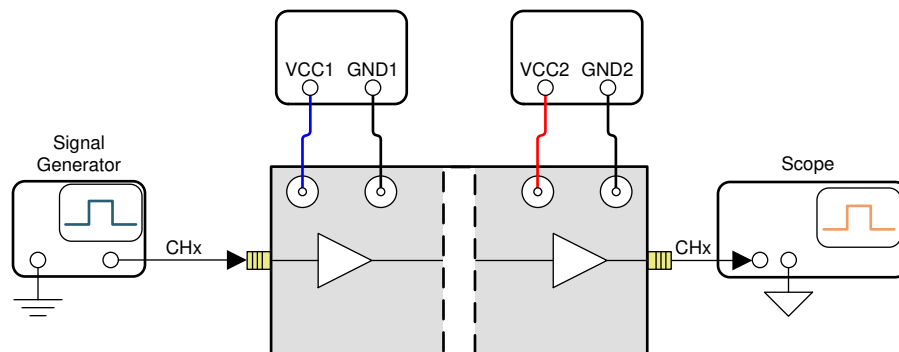 VCC1 GND1
VCC2 GND2
Signal
Generator
Scope
CHx
CHx